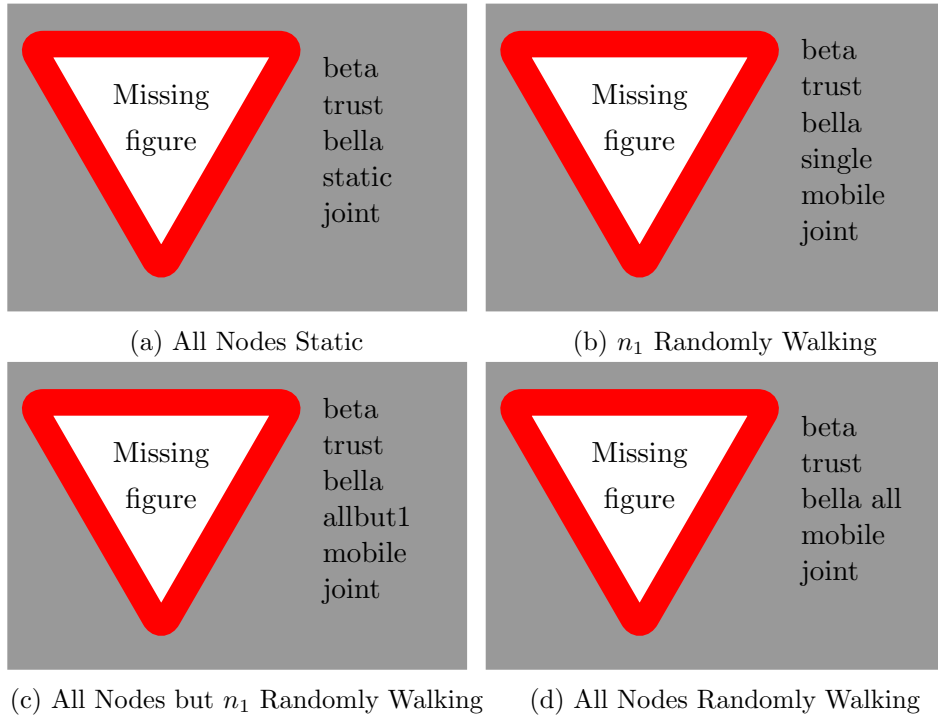 Missing
figure
beta
trust
bella
static
joint
(a) All Nodes Static
Missing
figure
beta
trust
bella
single
mobile
joint
(b) n₁ Randomly Walking
Missing
figure
beta
trust
bella
allbut1
mobile
joint
(c) All Nodes but n₁ Randomly Walking
Missing
figure
beta
trust
bella all
mobile
joint
(d) All Nodes Randomly Walking